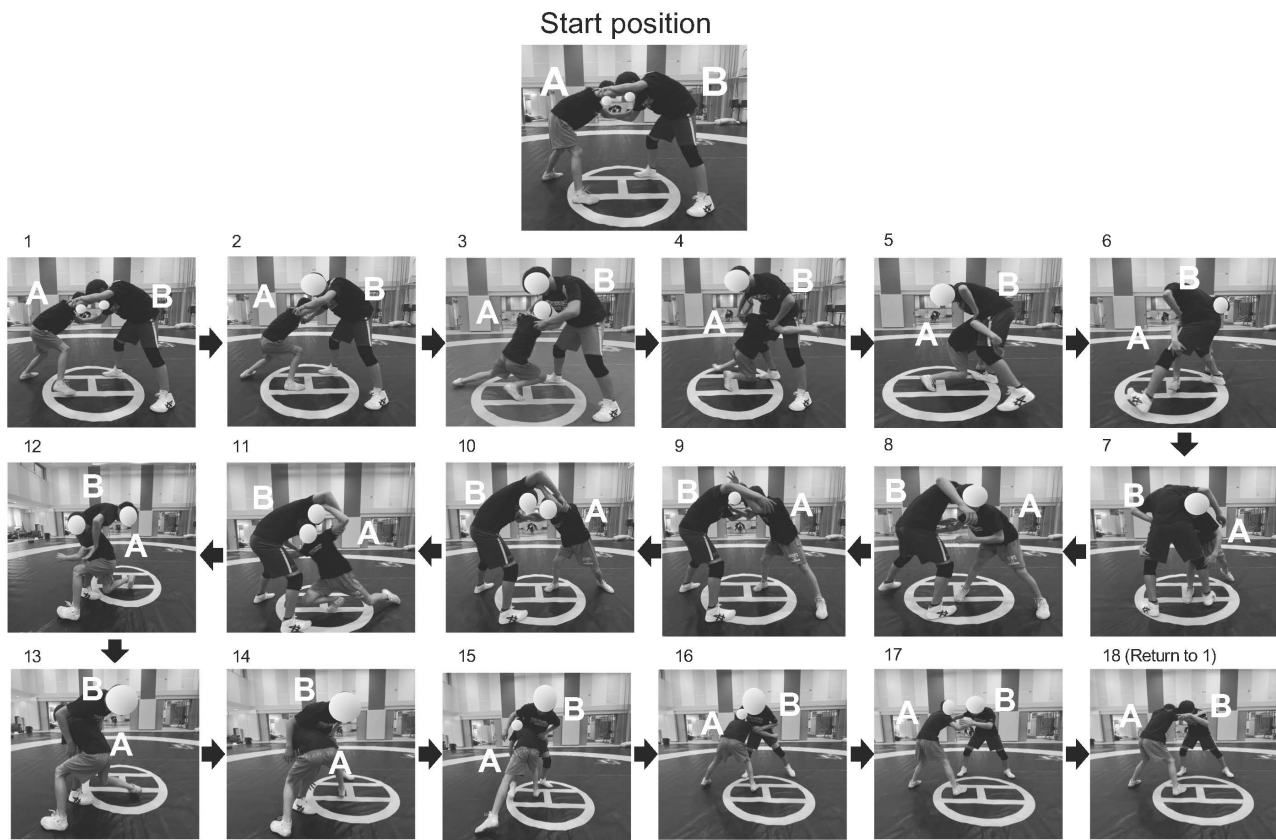 Start position
A B
1 2 3 4 5 6
A B A B A B A B A B A B
12 11 10 9 8 7
B A B A B A B A B A B A
13 14 15 16 17 18 (Return to 1)
B A B A A B A B A B A B